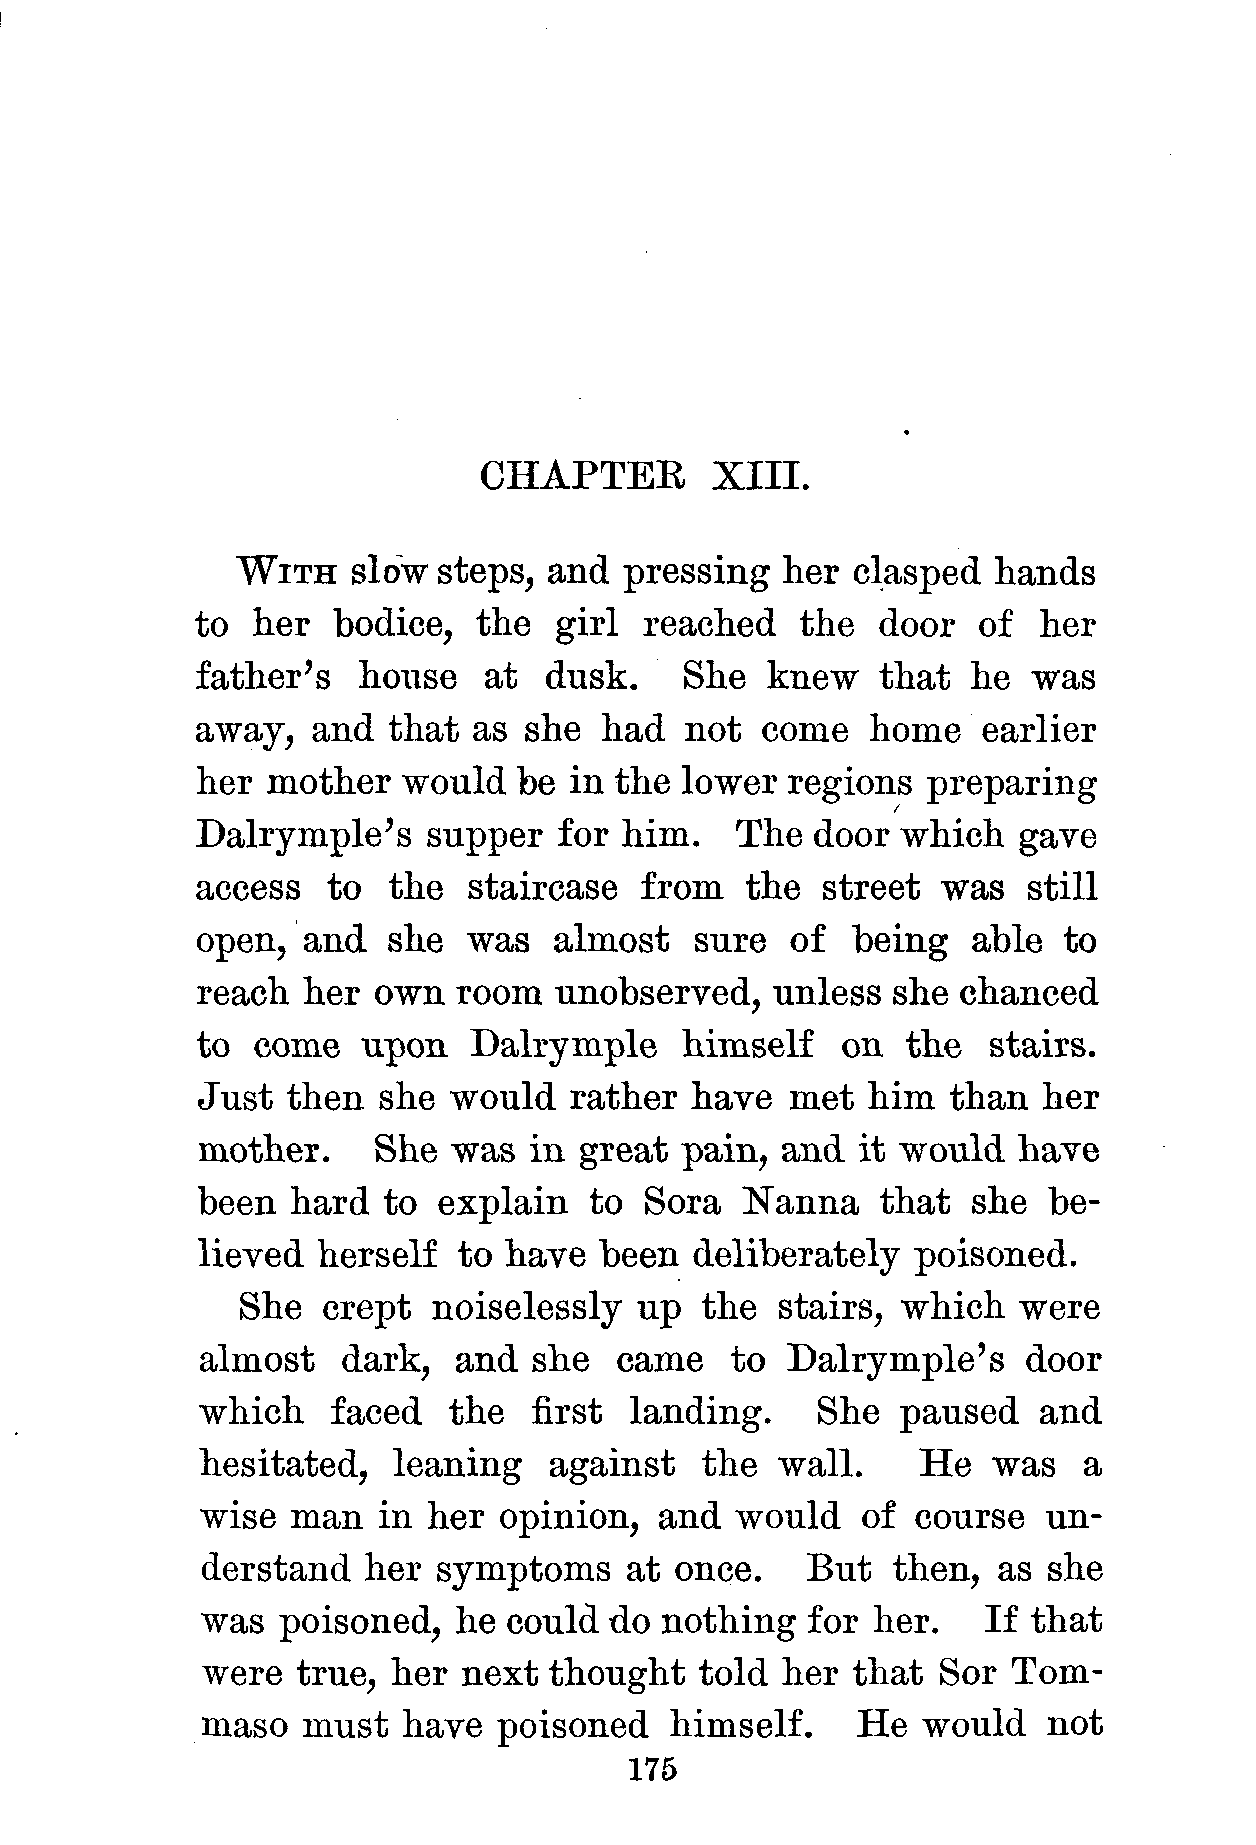 CHAPTER XIII.
WITH slow steps, and pressing her clasped hands
to her bodice, the girl reached the door of her
father's house at dusk. She knew that he was
away, and that as she had not come home earlier
her mother would be in the lower regions preparing
Dalrymple's supper for him. The door which gave
access to the staircase from the street was still
open, and she was almost sure of being able to
reach her own room unobserved, unless she chanced
to come upon Dalrymple himself on the stairs.
Just then she would rather have met him than her
mother. She was in great pain, and it would have
been hard to explain to Sora Nanna that she be-
lieved herself to have been deliberately poisoned.
She crept noiselessly up the stairs, which were
almost dark, and she came to Dalrymple's door
which faced the first landing. She paused and
hesitated, leaning against the wall. He was a
wise man in her opinion, and would of course un-
derstand her symptoms at once. But then, as she
was poisoned, he could do nothing for her. If that
were true, her next thought told her that Sor Tom-
maso must have poisoned himself. He would not
175